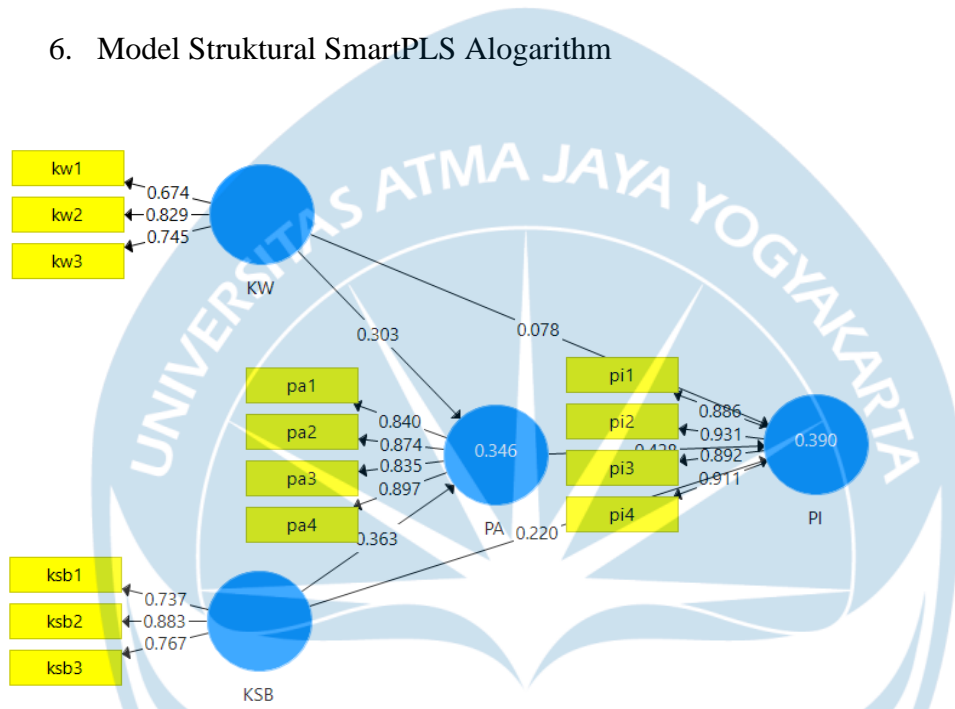 6. Model Struktural SmartPLS Alogarithm
UNIVERSITAS ATMA JAYA YOGYAKARTA
kw1
0.674
kw2
0.829
kw3
0.745
KW
0.303
0.078
pa1
0.840
pa2
0.874
pa3
0.835
pa4
0.897
0.346
PA
pi1
0.886
pi2
0.931
pi3
0.892
pi4
0.911
0.390
PI
0.363
0.220
ksb1
0.737
ksb2
0.883
ksb3
0.767
KSB